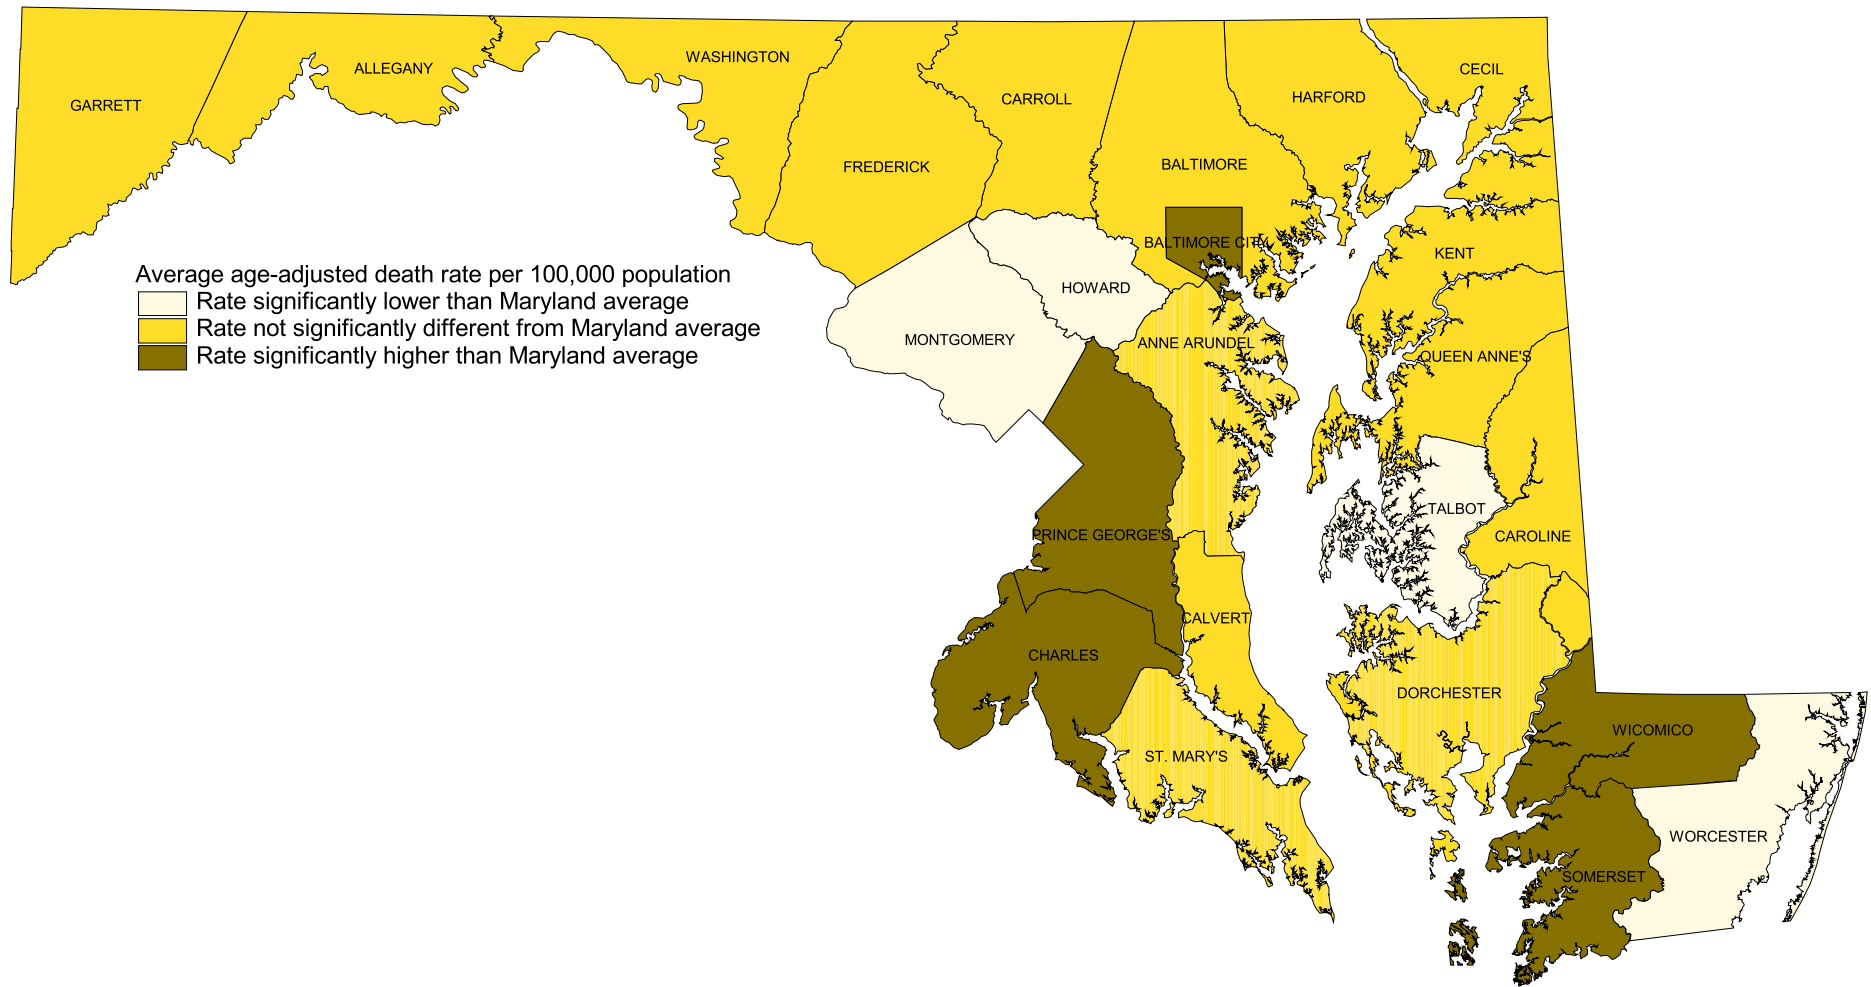 CECIL
WASHINGTON
ALLEGANY
HARFORD
CARROLL
GARRETT
BALTIMORE
FREDERICK
BALTIMORE CITY
KENT
Average age-adjusted death rate per 100,000 population
Rate significantly lower than Maryland average
Rate not significantly different from Maryland average
Rate significantly higher than Maryland average
HOWARD
MONTGOMERY
ANNE ARUNDEL
QUEEN ANNE'S
TALBOT
PRINCE GEORGE'S
CAROLINE
CALVERT
CHARLES
DORCHESTER
WICOMICO
ST. MARY'S
WORCESTER
SOMERSET